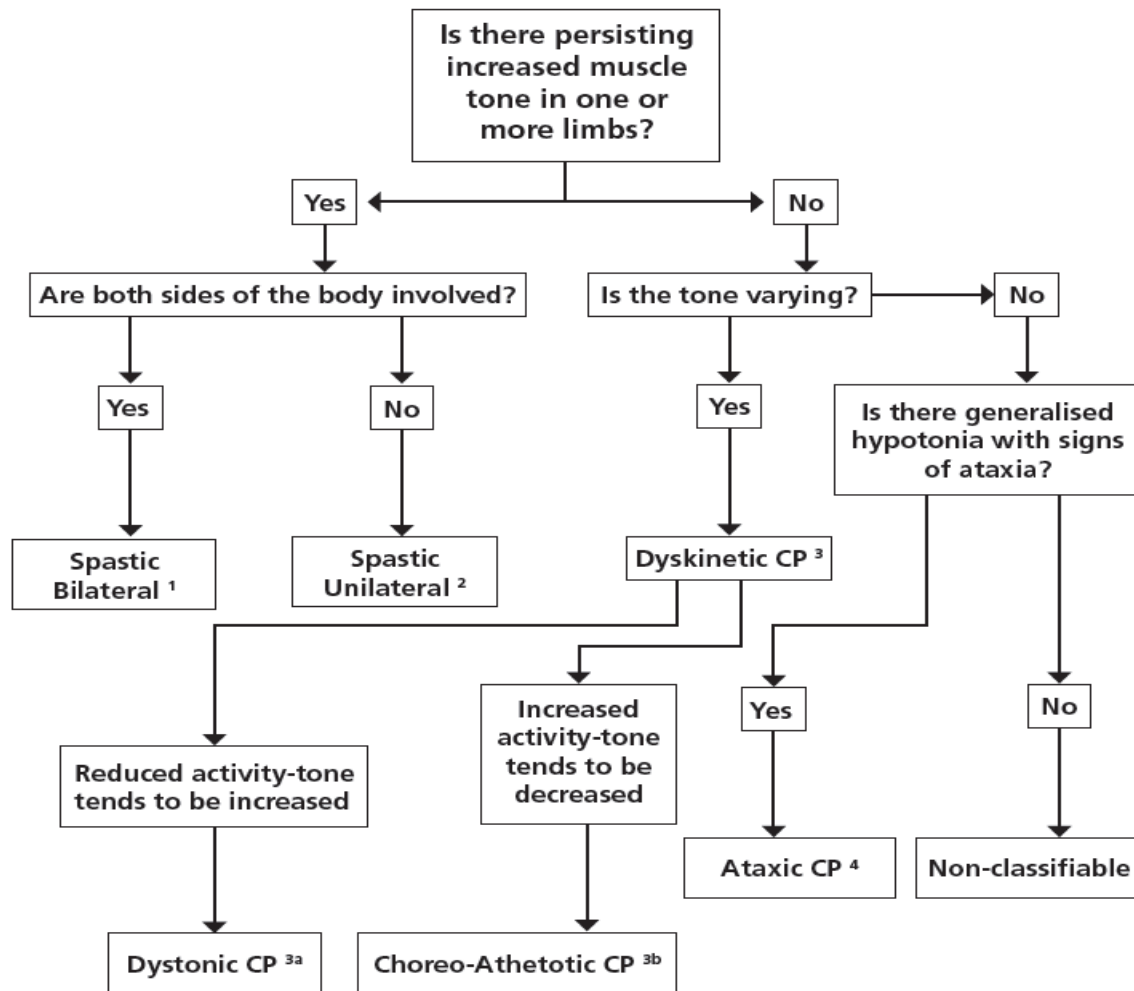 Is there persisting
increased muscle
tone in one or
more limbs?
Yes
No
Are both sides of the body involved?
Is the tone varying?
No
Yes
No
Yes
Is there generalised
hypotonia with signs
of ataxia?
Spastic
Bilateral ¹
Spastic
Unilateral ²
Dyskinetic CP ³
Increased
activity-tone
tends to be
decreased
Yes
No
Reduced activity-tone
tends to be increased
Ataxic CP ⁴
Non-classifiable
Dystonic CP ³ᵃ
Choreo-Athetotic CP ³ᵇ